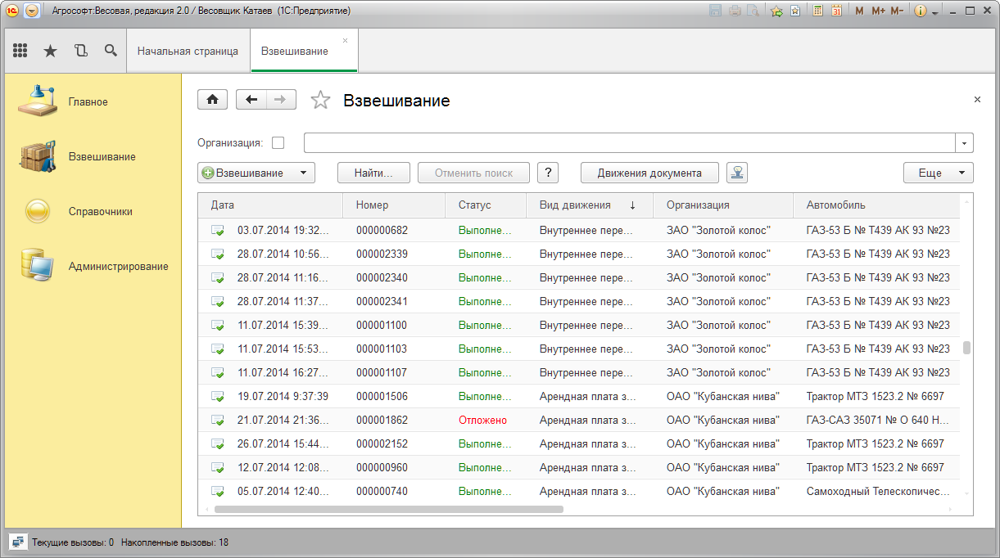 Агрософт:Весовая, редакция 2.0 / Весовщик Катаев (1С:Предприятие)
M M+ M-
Начальная страница Взвешивание
Главное
Взвешивание
Справочники
Администрирование
Взвешивание
Организация:
Взвешивание Найти... Отменить поиск ? Движения документа Еще
Дата Номер Статус Вид движения ↓ Организация Автомобиль
03.07.2014 19:32... 000000682 Выполне... Внутреннее пере... ЗАО "Золотой колос" ГАЗ-53 Б № Т439 АК 93 №23
28.07.2014 10:56... 000002339 Выполне... Внутреннее пере... ЗАО "Золотой колос" ГАЗ-53 Б № Т439 АК 93 №23
28.07.2014 11:16... 000002340 Выполне... Внутреннее пере... ЗАО "Золотой колос" ГАЗ-53 Б № Т439 АК 93 №23
28.07.2014 11:37... 000002341 Выполне... Внутреннее пере... ЗАО "Золотой колос" ГАЗ-53 Б № Т439 АК 93 №23
11.07.2014 15:39... 000001100 Выполне... Внутреннее пере... ЗАО "Золотой колос" ГАЗ-53 Б № Т439 АК 93 №23
11.07.2014 15:53... 000001103 Выполне... Внутреннее пере... ЗАО "Золотой колос" ГАЗ-53 Б № Т439 АК 93 №23
11.07.2014 16:27... 000001107 Выполне... Внутреннее пере... ЗАО "Золотой колос" ГАЗ-53 Б № Т439 АК 93 №23
19.07.2014 9:37:39 000001506 Выполне... Арендная плата з... ОАО "Кубанская нива" Трактор МТЗ 1523.2 № 6697
21.07.2014 21:36... 000001862 Отложено Арендная плата з... ОАО "Кубанская нива" ГАЗ-САЗ 35071 № О 640 Н...
26.07.2014 15:44... 000002152 Выполне... Арендная плата з... ОАО "Кубанская нива" Трактор МТЗ 1523.2 № 6697
12.07.2014 12:08... 000000960 Выполне... Арендная плата з... ОАО "Кубанская нива" Трактор МТЗ 1523.2 № 6697
05.07.2014 12:40... 000000740 Выполне... Арендная плата з... ОАО "Кубанская нива" Самоходный Телескопичес...
Текущие вызовы: 0 Накопленные вызовы: 18